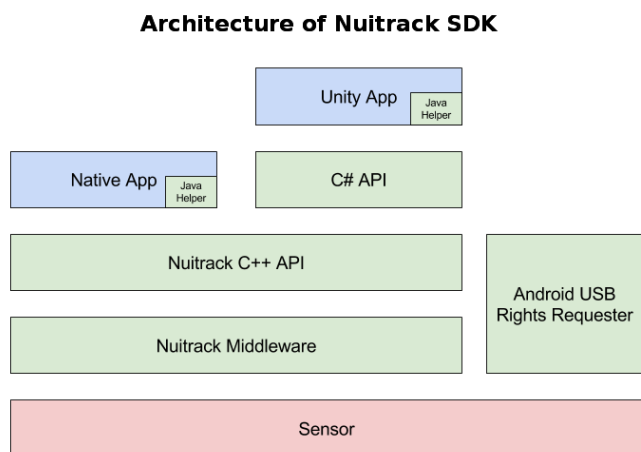 Architecture of Nuitrack SDK
Unity App
Java
Helper
Native App
Java
Helper
C# API
Nuitrack C++ API
Android USB
Rights Requester
Nuitrack Middleware
Sensor